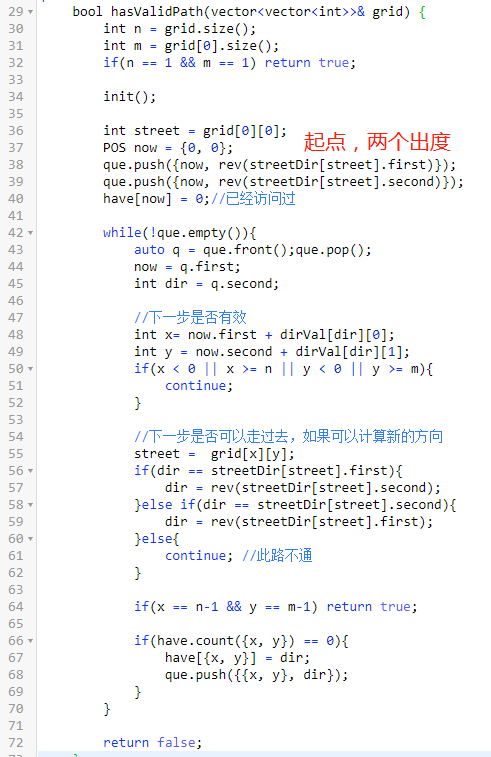 29 bool hasValidPath(vector<vector<int>>& grid) {
30 int n = grid.size();
31 int m = grid[0].size();
32 if(n == 1 && m == 1) return true;
33
34 init();
35
36 int street = grid[0][0];
37 POS now = {0, 0}; 起点，两个出度
38 que.push({now, rev(streetDir[street].first)});
39 que.push({now, rev(streetDir[street].second)});
40 have[now] = 0;//已经访问过
41
42 while(!que.empty()){
43 auto q = que.front();que.pop();
44 now = q.first;
45 int dir = q.second;
46
47 //下一步是否有效
48 int x= now.first + dirVal[dir][0];
49 int y = now.second + dirVal[dir][1];
50 if(x < 0 || x >= n || y < 0 || y >= m){
51 continue;
52 }
53
54 //下一步是否可以走过去，如果可以计算新的方向
55 street =  grid[x][y];
56 if(dir == streetDir[street].first){
57 dir = rev(streetDir[street].second);
58 }else if(dir == streetDir[street].second){
59 dir = rev(streetDir[street].first);
60 }else{
61 continue; //此路不通
62 }
63
64 if(x == n-1 && y == m-1) return true;
65
66 if(have.count({x, y}) == 0){
67 have[{x, y}] = dir;
68 que.push({{x, y}, dir});
69 }
70 }
71
72 return false;